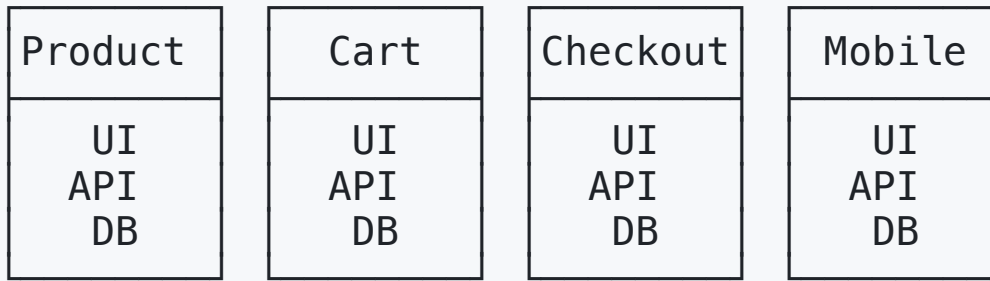 Product Cart Checkout Mobile
UI UI UI UI
API API API API
DB DB DB DB